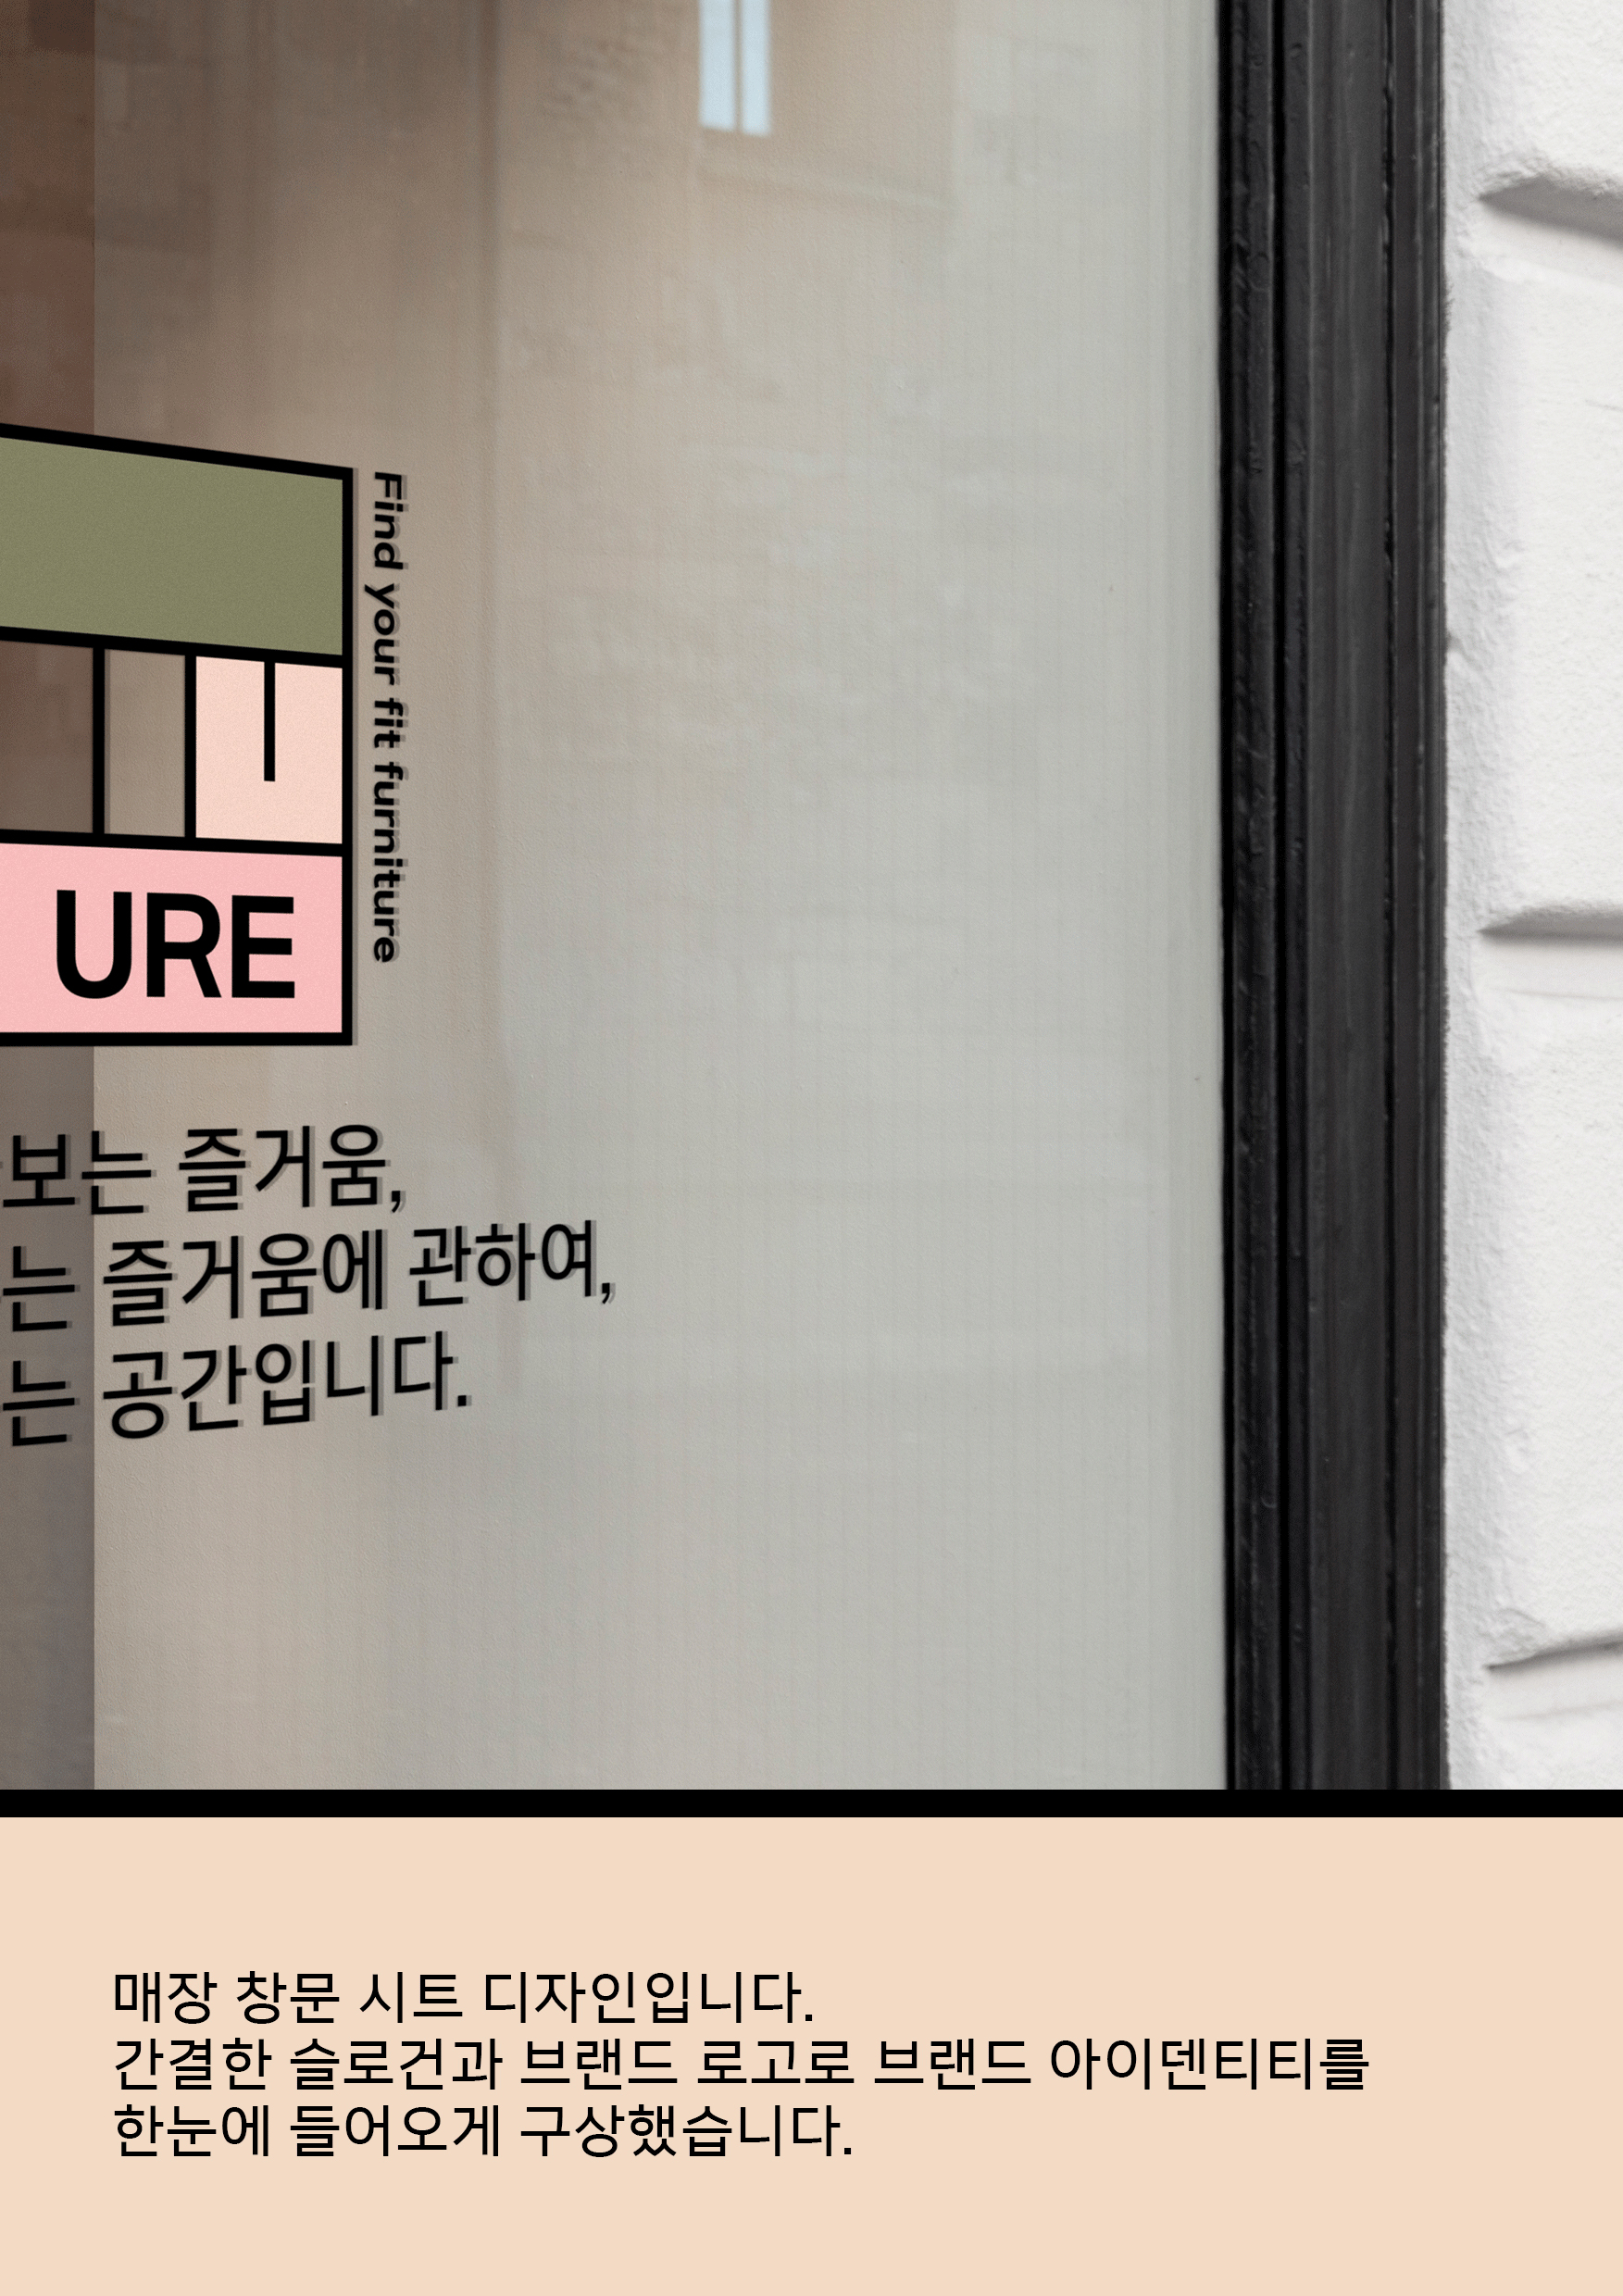 Find your fit furniture
URE
보는 즐거움,
는 즐거움에 관하여,
는 공간입니다.
매장 창문 시트 디자인입니다.
간결한 슬로건과 브랜드 로고로 브랜드 아이덴티티를
한눈에 들어오게 구상했습니다.